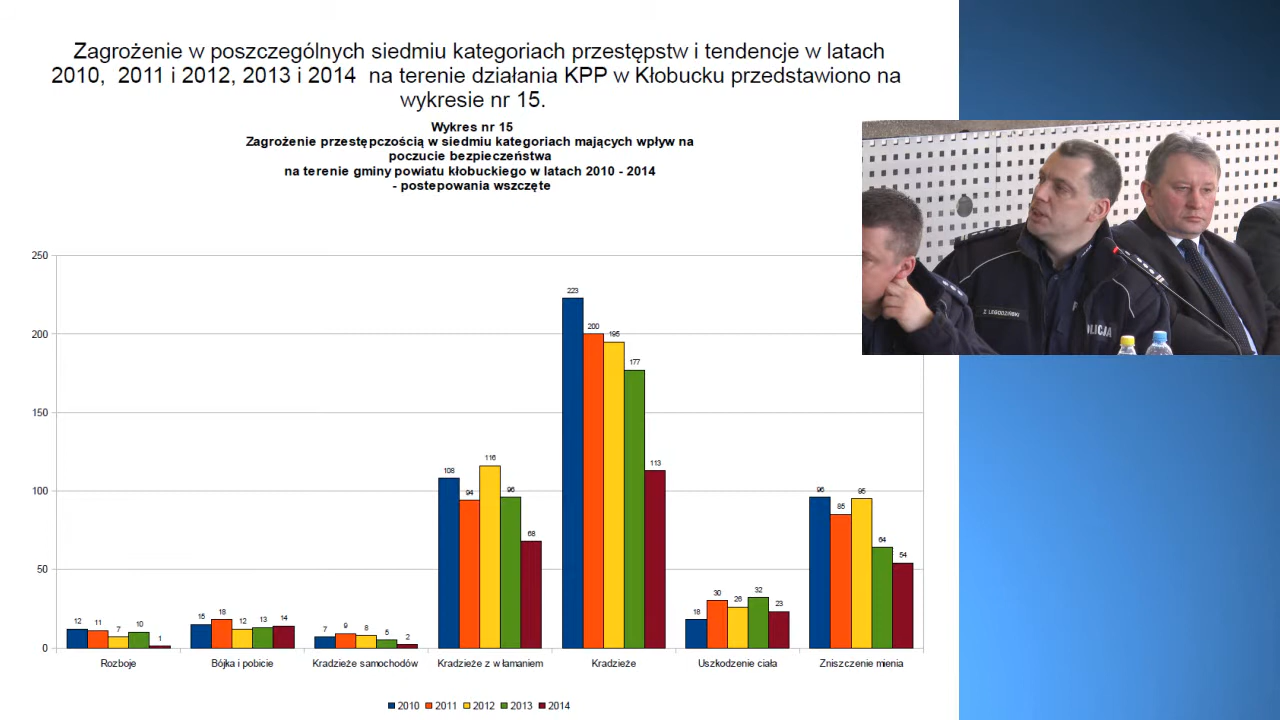 Zagrożenie w poszczególnych siedmiu kategoriach przestępstw i tendencje w latach
2010, 2011 i 2012, 2013 i 2014 na terenie działania KPP w Kłobucku przedstawiono na
wykresie nr 15.
Wykres nr 15
Zagrożenie przestępczością w siedmiu kategoriach mających wpływ na
poczucie bezpieczeństwa
na terenie gminy powiatu kłobuckiego w latach 2010 - 2014
- postepowania wszczęte
250
200
150
100
50
0
12 11 7 10 1
15 18 12 13 14
7 9 8 5 2
108 94 116 96 68
223 200 195 177 113
18 30 26 32 23
96 85 95 64 54
Rozboje Bójka i pobicie Kradzieże samochodów Kradzieże z włamaniem Kradzieże Uszkodzenie ciała Zniszczenie mienia
2010 2011 2012 2013 2014
Z. LEGODZIŃSKI
OLICJA